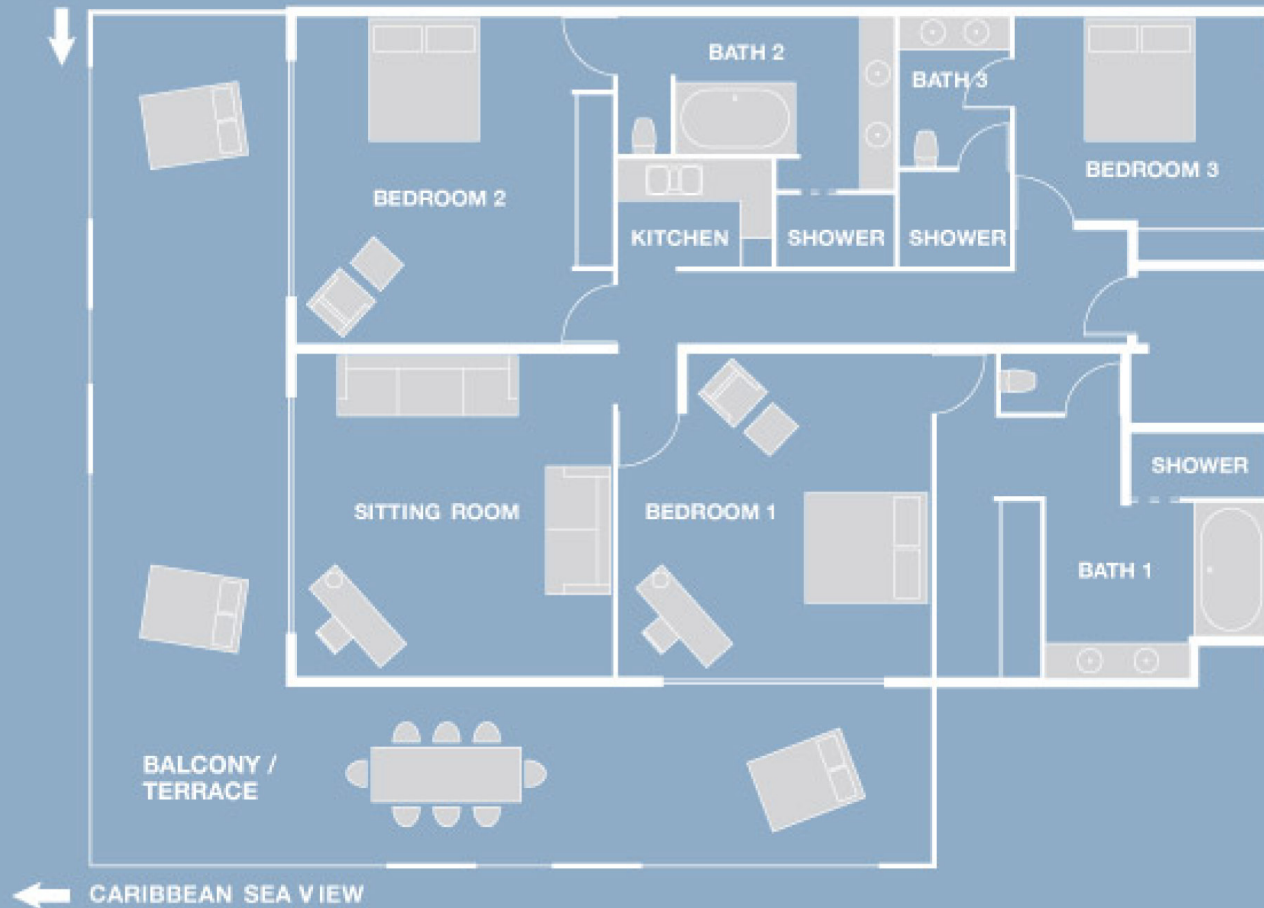 BATH 2
BATH 3
BEDROOM 3
BEDROOM 2
KITCHEN
SHOWER
SHOWER
SHOWER
SITTING ROOM
BEDROOM 1
BATH 1
BALCONY /
TERRACE
CARIBBEAN SEA VIEW